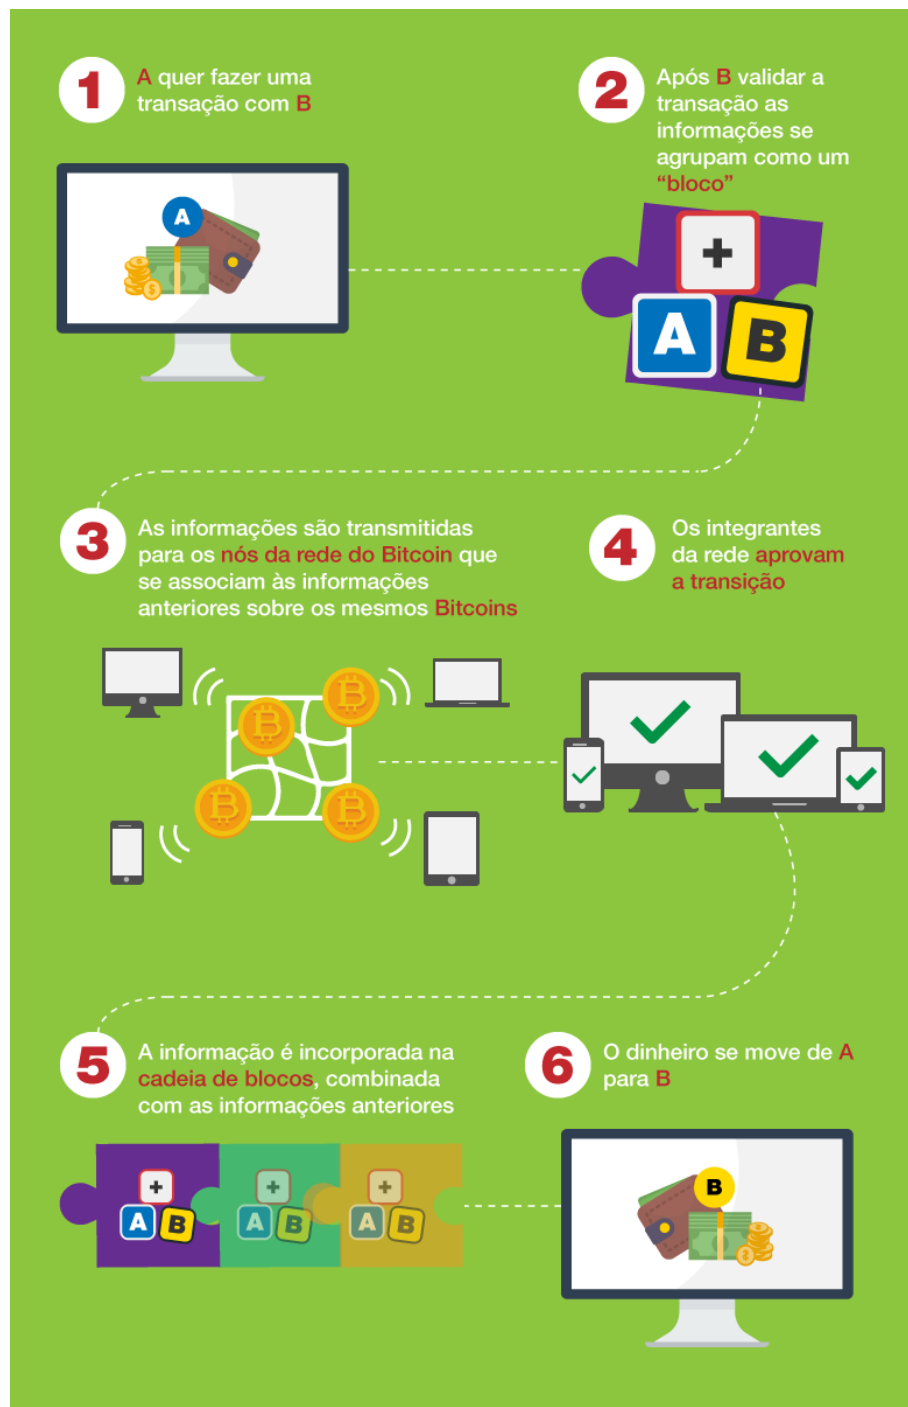 1
A quer fazer uma
transação com B
A
2
Após B validar a
transação as
informações se
agrupam como um
“bloco”
+
A B
3
As informações são transmitidas
para os nós da rede do Bitcoin que
se associam às informações
anteriores sobre os mesmos Bitcoins
4
Os integrantes
da rede aprovam
a transição
5
A informação é incorporada na
cadeia de blocos, combinada
com as informações anteriores
+ + +
A B A B A B
6
O dinheiro se move de A
para B
B